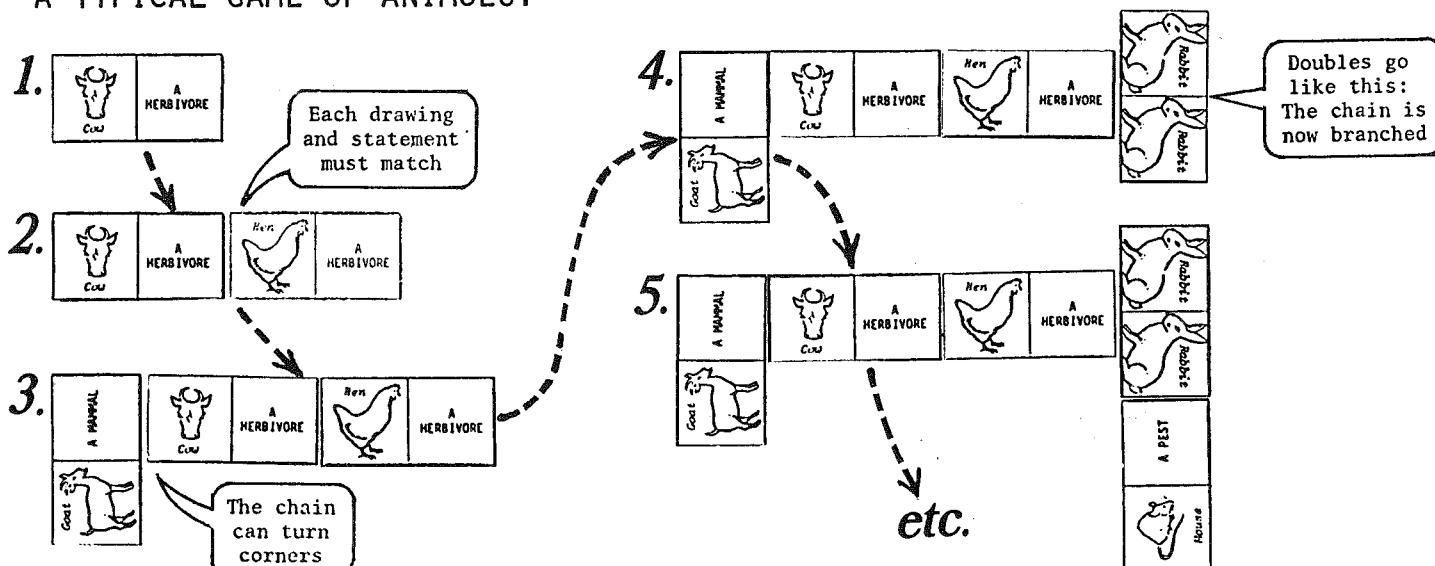 A TYPICAL GAME OF ANIMALS:
1.
Cow
A
HERBIVORE
Each drawing
and statement
must match
2.
Cow
A
HERBIVORE
Hen
A
HERBIVORE
3.
A MAMMAL
Goat
Cow
A
HERBIVORE
Hen
A
HERBIVORE
The chain
can turn
corners
4.
A MAMMAL
Goat
Cow
A
HERBIVORE
Hen
A
HERBIVORE
Rabbit
Rabbit
Doubles go
like this:
The chain is
now branched
5.
A MAMMAL
Goat
Cow
A
HERBIVORE
Hen
A
HERBIVORE
Rabbit
Rabbit
A PEST
Mouse
etc.